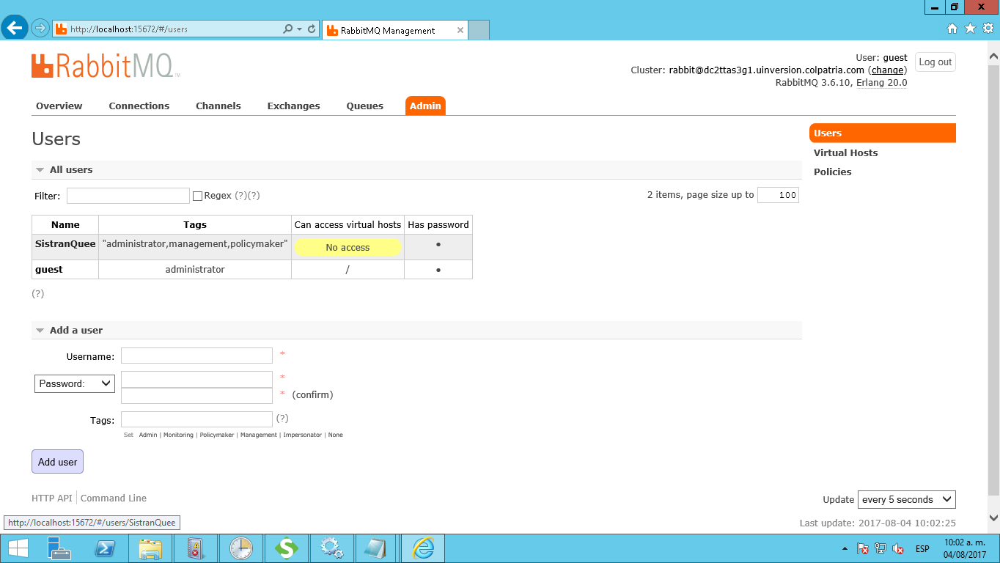 http://localhost:15672/#/users
RabbitMQ Management
RabbitMQ TM
User: guest
Log out
Cluster: rabbit@dc2ttas3g1.uinversion.colpatria.com (change)
RabbitMQ 3.6.10, Erlang 20.0
Overview Connections Channels Exchanges Queues Admin
Users
Users
Virtual Hosts
Policies
All users
Filter: Regex (?)(?) 2 items, page size up to 100
Name Tags Can access virtual hosts Has password
SistranQuee "administrator,management,policymaker" No access ●
guest administrator / ●
(?)
Add a user
Username: *
Password: *
* (confirm)
Tags: (?)
Set Admin | Monitoring | Policymaker | Management | Impersonator | None
Add user
HTTP API Command Line
Update every 5 seconds
http://localhost:15672/#/users/SistranQuee
Last update: 2017-08-04 10:02:25
ESP
10:02 a. m.
04/08/2017